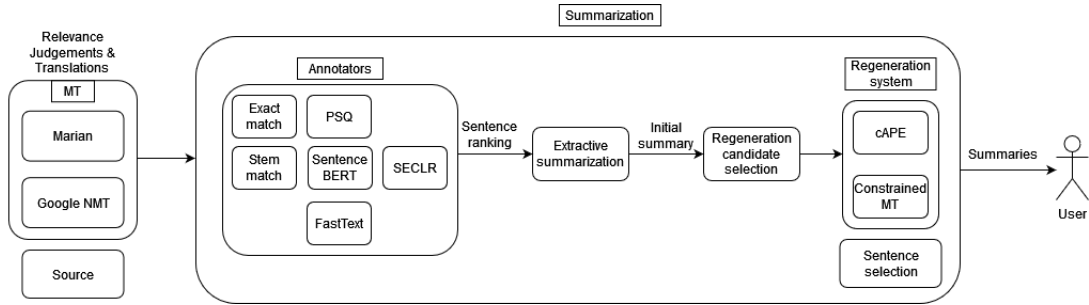 Summarization
Relevance
Judgements &
Translations
MT
Marian
Google NMT
Source
Annotators
Exact
match
PSQ
Stem
match
Sentence
BERT
SECLR
FastText
Sentence
ranking
Extractive
summarization
Initial
summary
Regeneration
candidate
selection
Regeneration
system
cAPE
Constrained
MT
Sentence
selection
Summaries
User